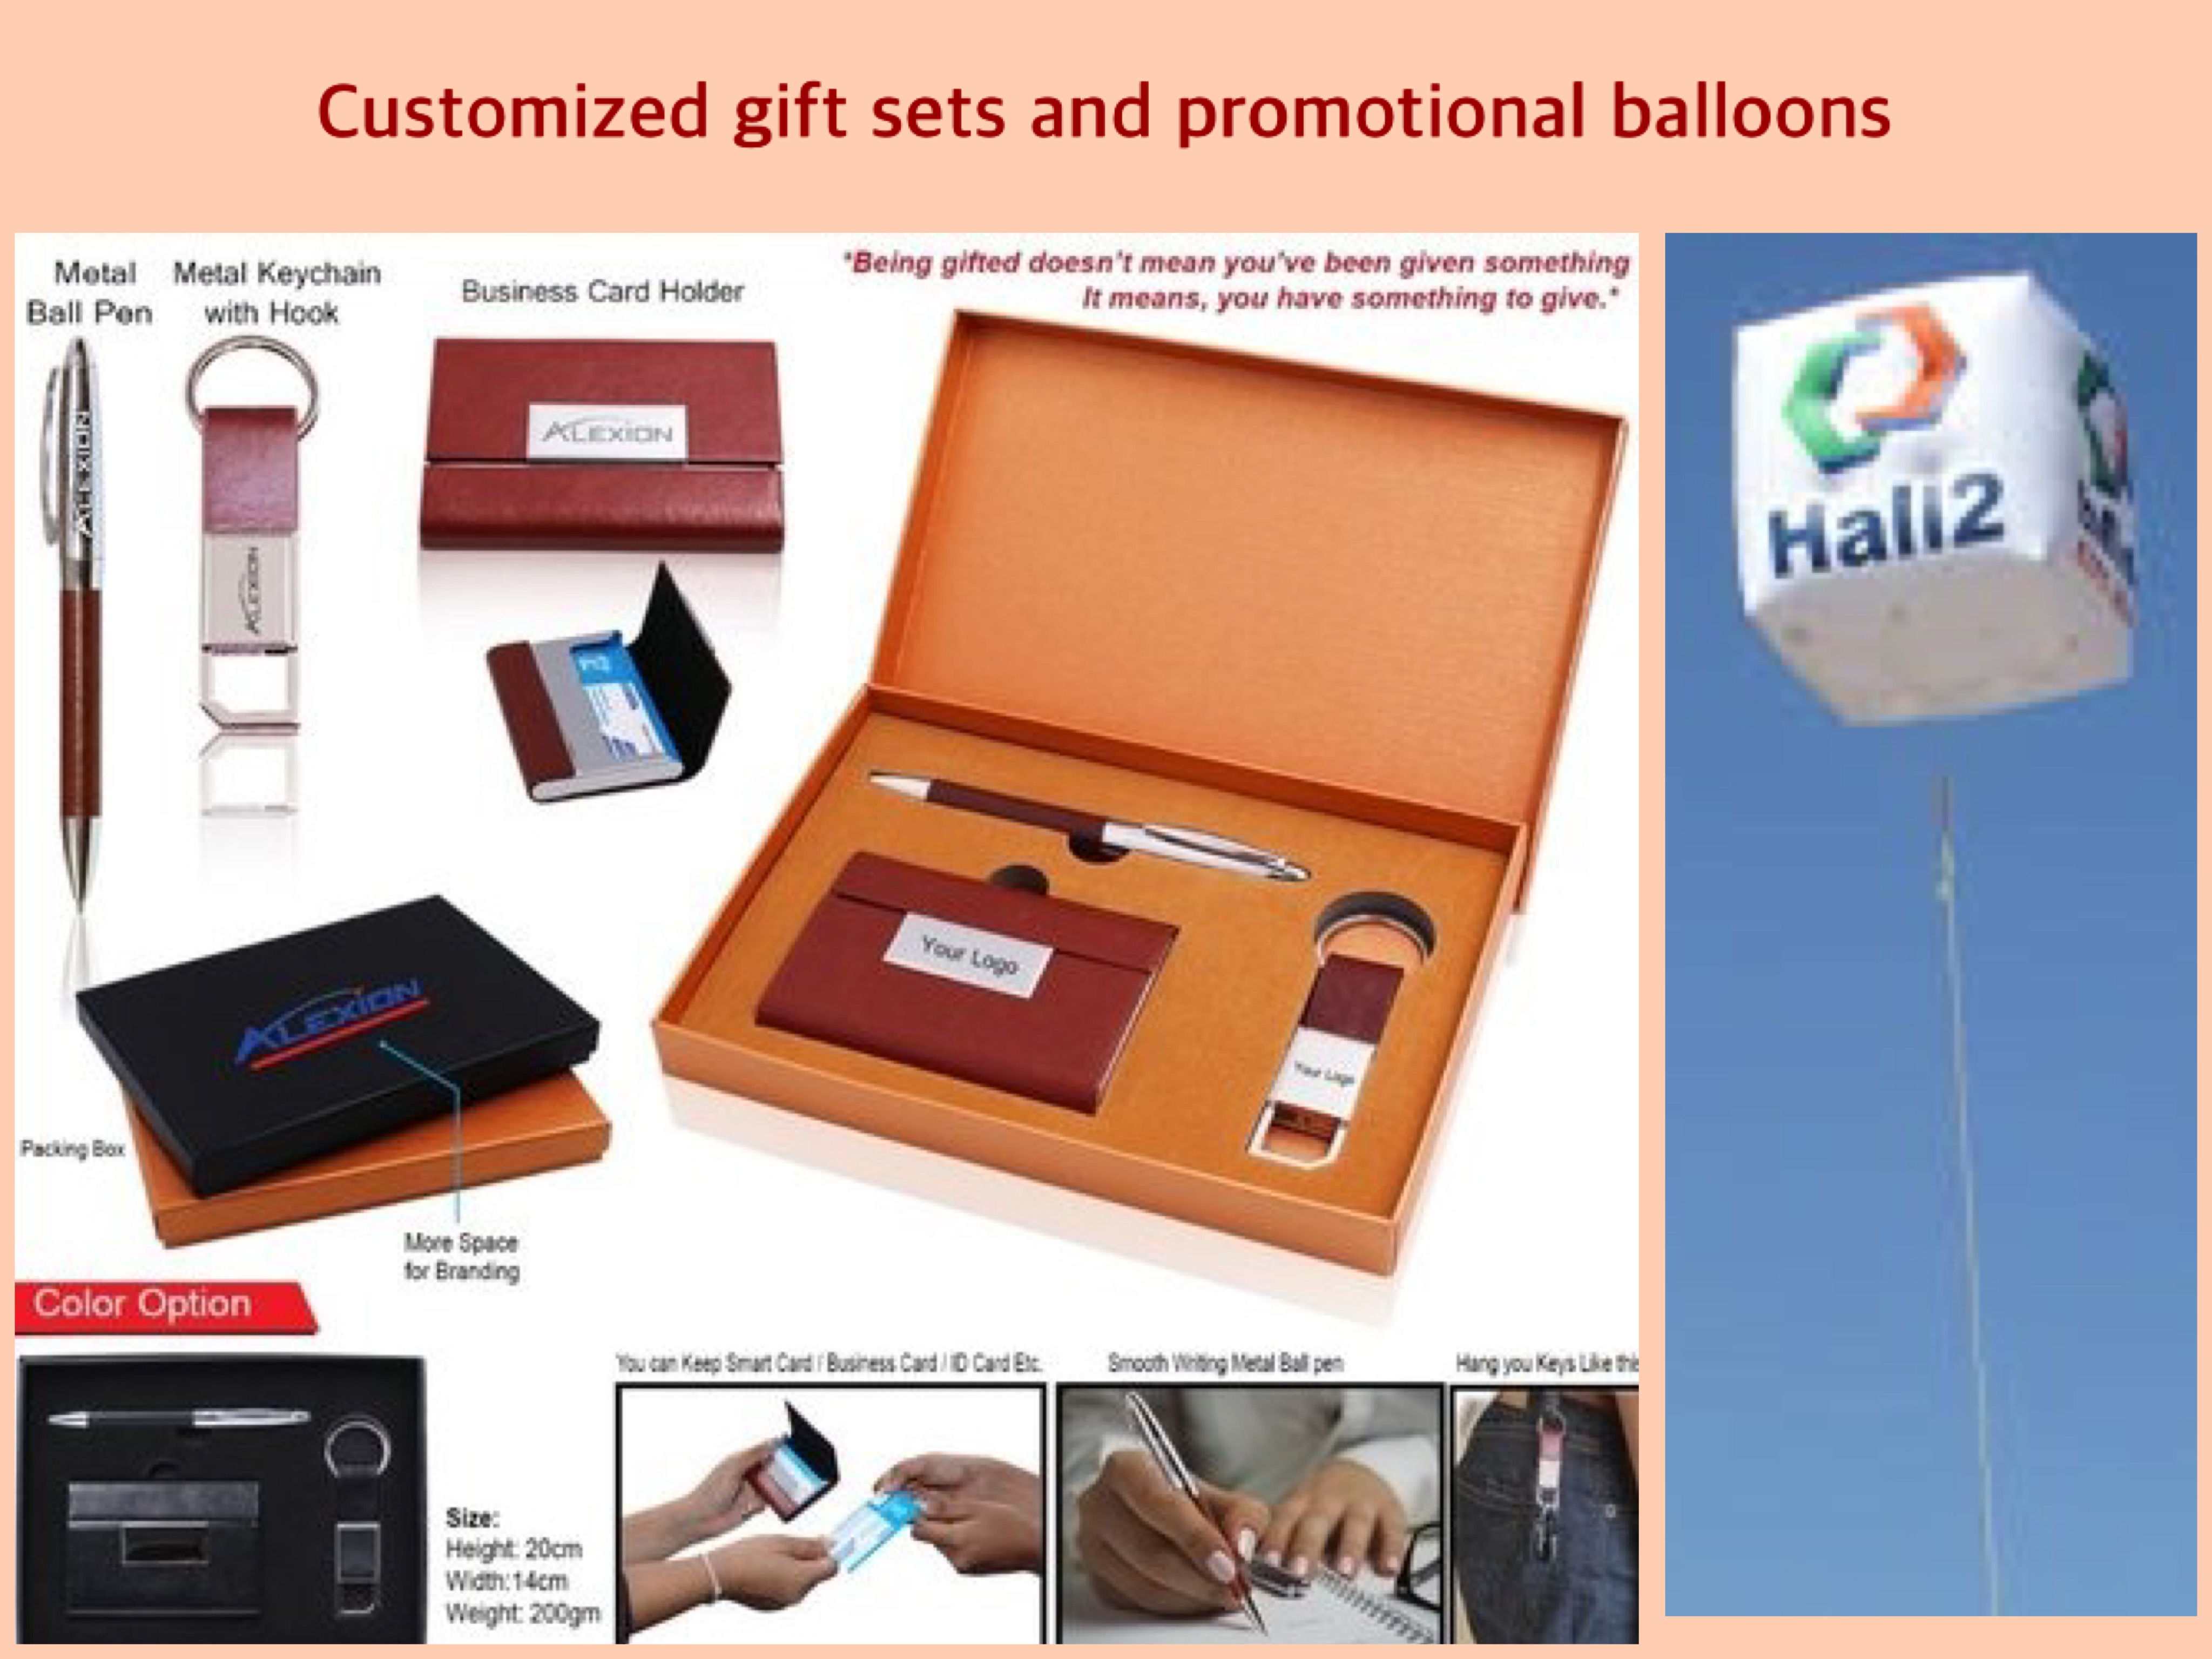 Customized gift sets and promotional balloons
Metal
Ball Pen
Metal Keychain
with Hook
Business Card Holder
"Being gifted doesn't mean you've been given something
It means, you have something to give."
ALEXION
ALEXION
ALEXION
Hali2
Your Logo
Your Logo
ALEXION
Packing Box
More Space
for Branding
Color Option
You can Keep Smart Card / Business Card / ID Card Etc.
Smooth Writing Metal Ball pen
Hang you Keys Like this
Size:
Height: 20cm
Width:14cm
Weight: 200gm